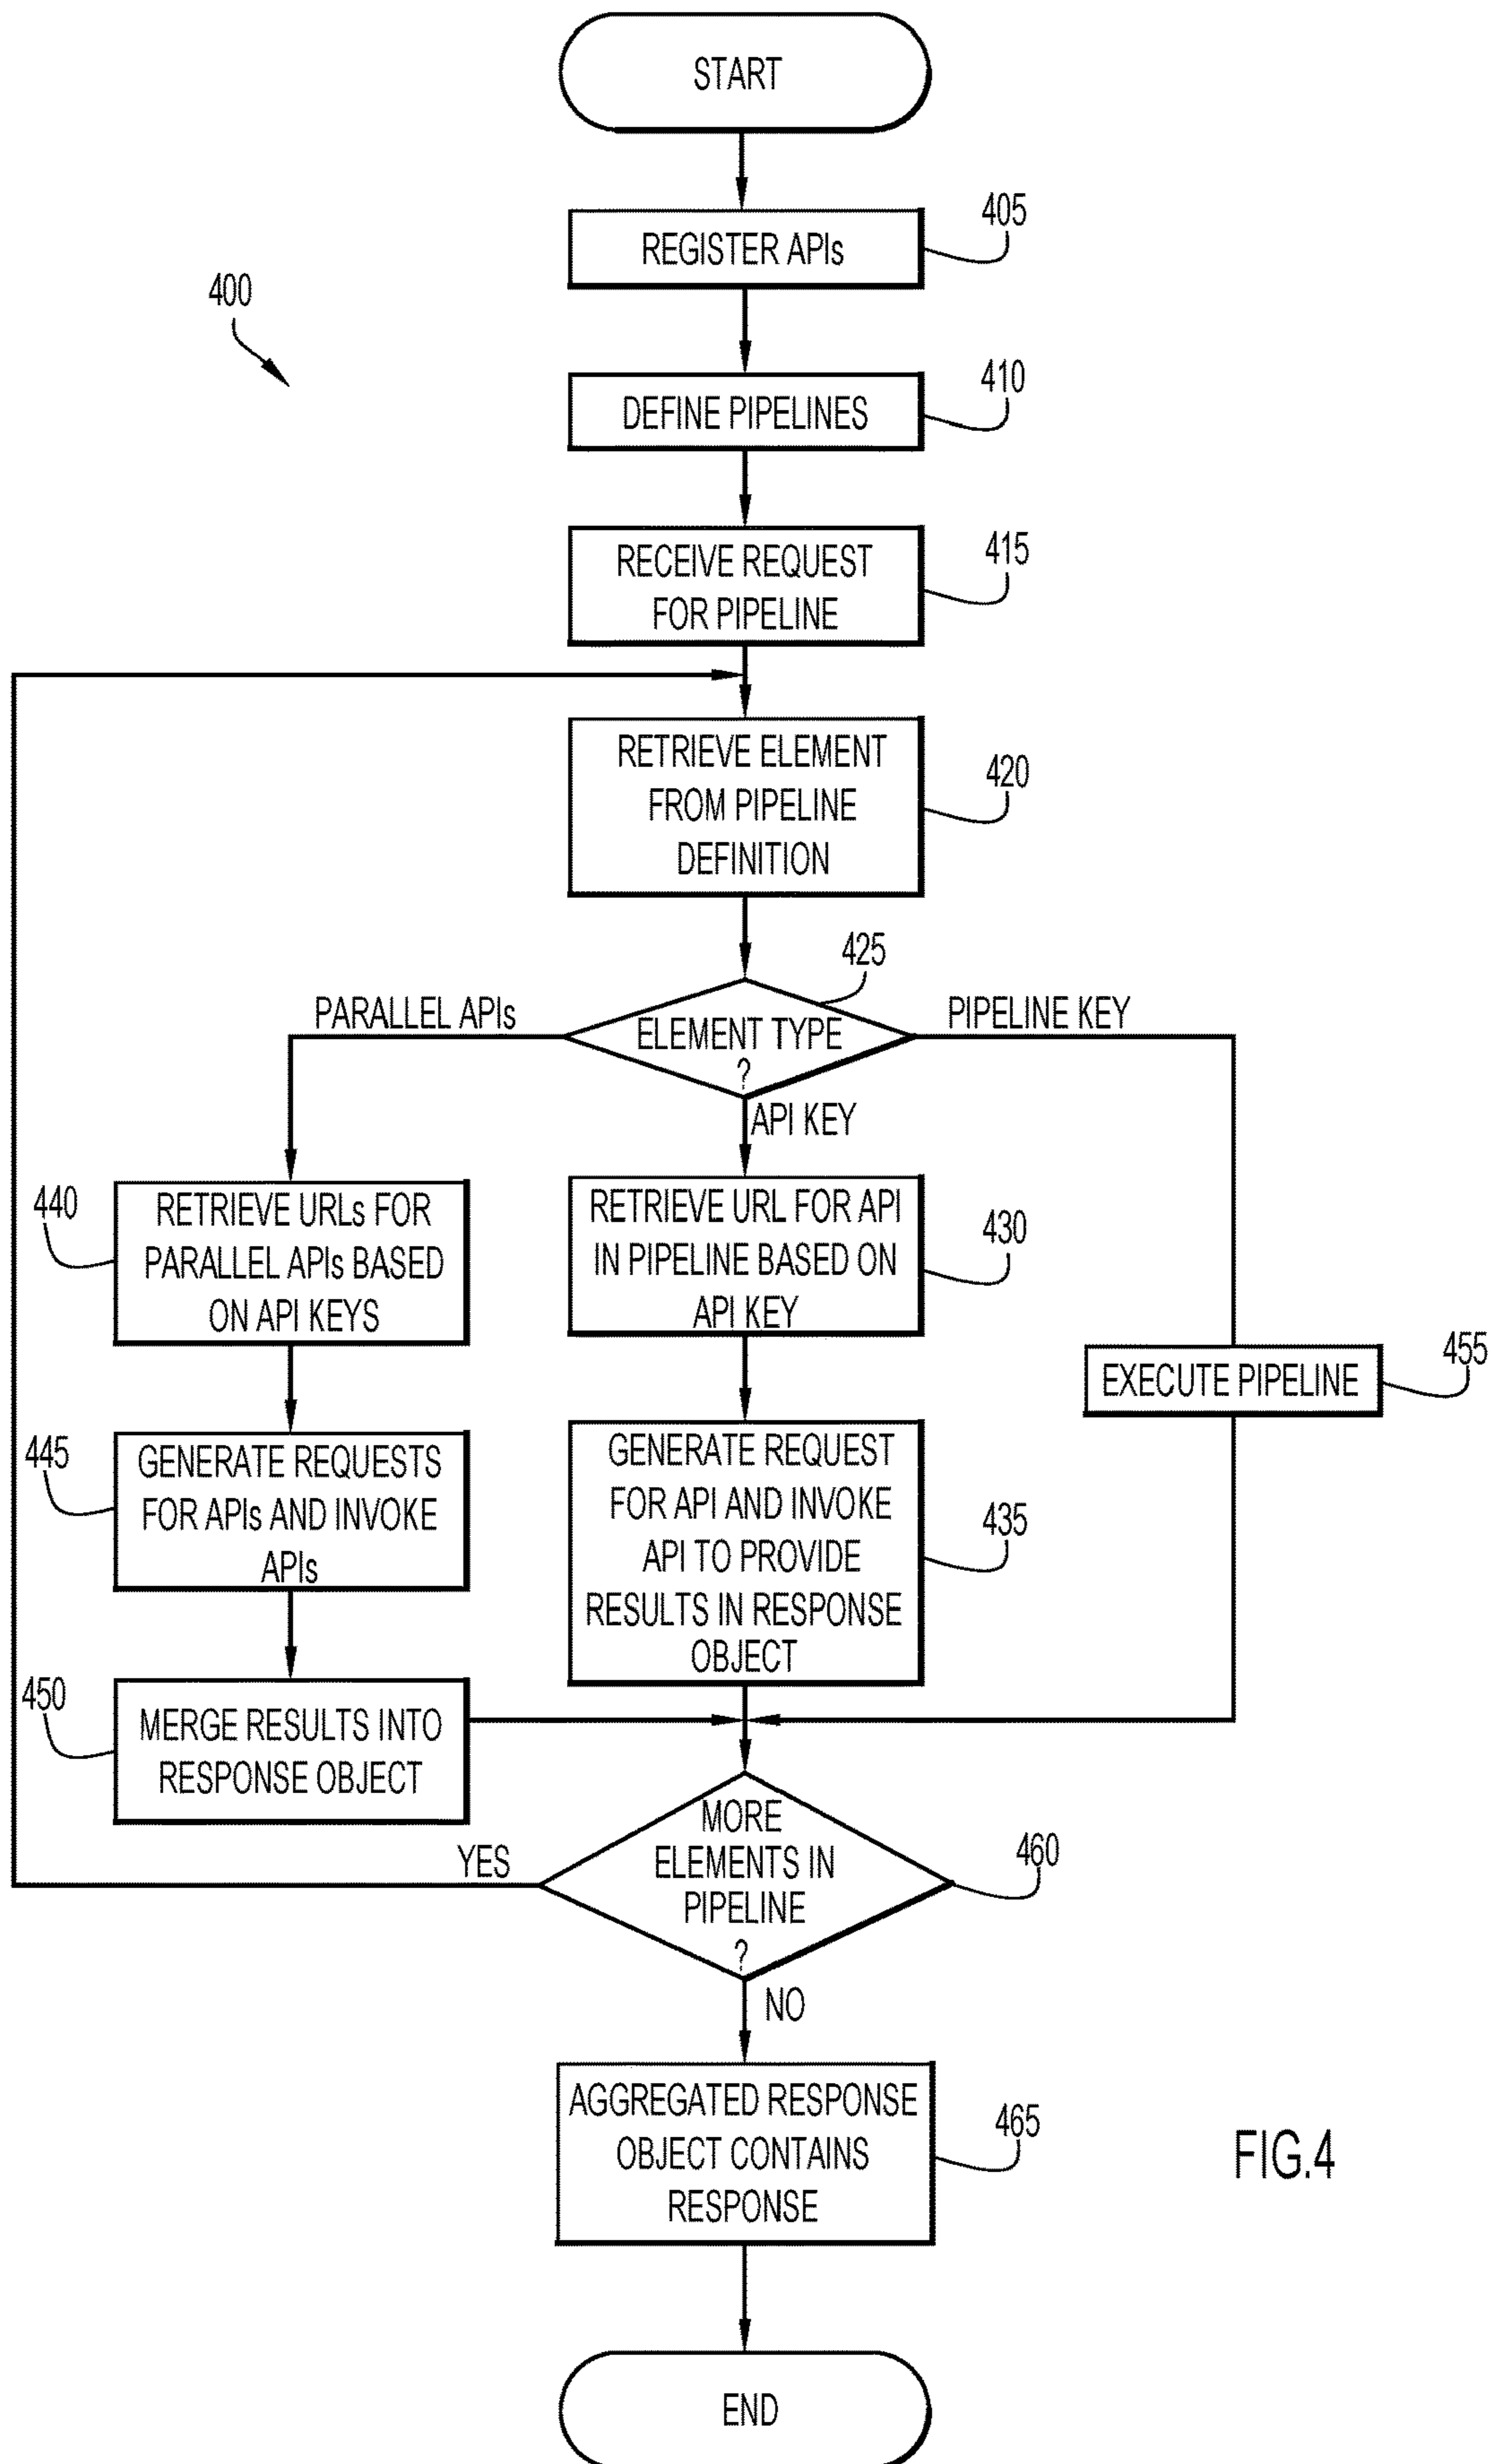 START
405
REGISTER APIs
400
410
DEFINE PIPELINES
415
RECEIVE REQUEST
FOR PIPELINE
420
RETRIEVE ELEMENT
FROM PIPELINE
DEFINITION
425
PARALLEL APIs
ELEMENT TYPE
?
PIPELINE KEY
API KEY
440
RETRIEVE URLs FOR
PARALLEL APIs BASED
ON API KEYS
430
RETRIEVE URL FOR API
IN PIPELINE BASED ON
API KEY
455
EXECUTE PIPELINE
445
GENERATE REQUESTS
FOR APIs AND INVOKE
APIs
435
GENERATE REQUEST
FOR API AND INVOKE
API TO PROVIDE
RESULTS IN RESPONSE
OBJECT
450
MERGE RESULTS INTO
RESPONSE OBJECT
YES
MORE
ELEMENTS IN
PIPELINE
?
460
NO
465
AGGREGATED RESPONSE
OBJECT CONTAINS
RESPONSE
FIG.4
END